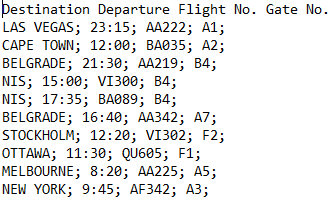 Destination Departure Flight No. Gate No.
LAS VEGAS; 23:15; AA222; A1;
CAPE TOWN; 12:00; BA035; A2;
BELGRADE; 21:30; AA219; B4;
NIS; 15:00; VI300; B4;
NIS; 17:35; BA089; B4;
BELGRADE; 16:40; AA342; A7;
STOCKHOLM; 12:20; VI302; F2;
OTTAWA; 11:30; QU605; F1;
MELBOURNE; 8:20; AA225; A5;
NEW YORK; 9:45; AF342; A3;